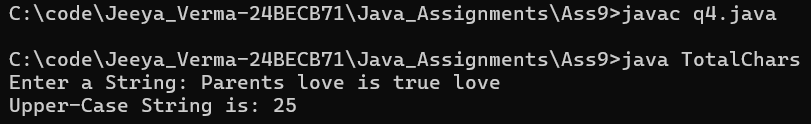 C:\code\Jeeya_Verma-24BECB71\Java_Assignments\Ass9>javac q4.java
C:\code\Jeeya_Verma-24BECB71\Java_Assignments\Ass9>java TotalChars
Enter a String: Parents love is true love
Upper-Case String is: 25